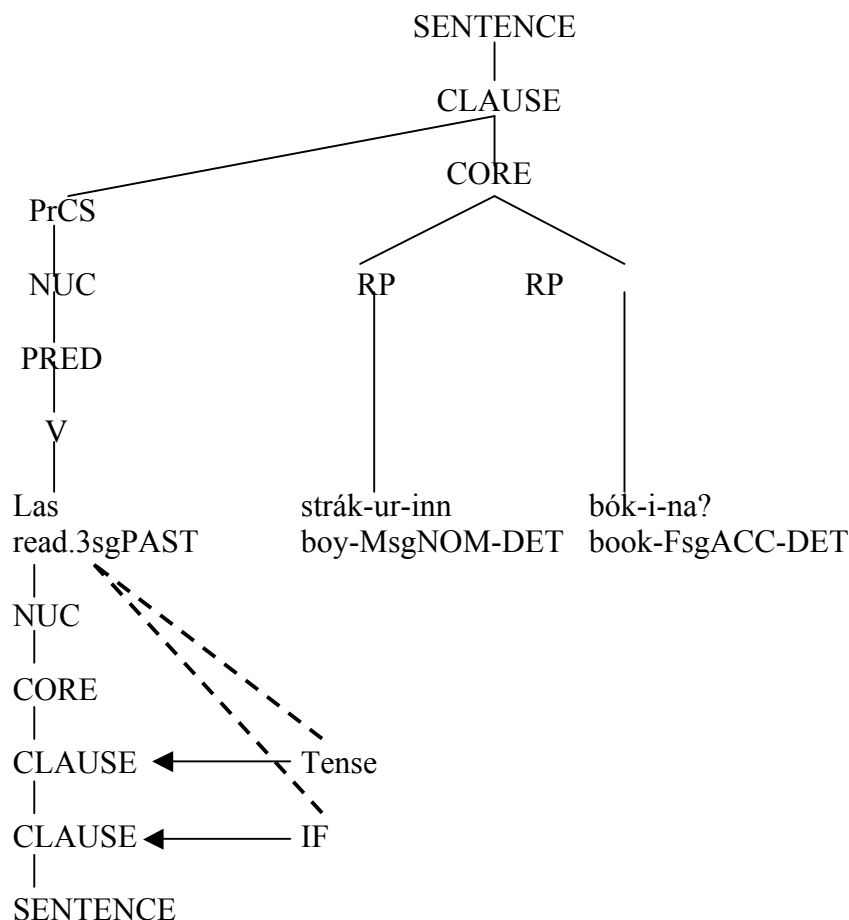 SENTENCE
CLAUSE
CORE
PrCS
NUC RP RP
PRED
V
Las strák-ur-inn bók-i-na?
read.3sgPAST boy-MsgNOM-DET book-FsgACC-DET
NUC
CORE
CLAUSE Tense
CLAUSE IF
SENTENCE